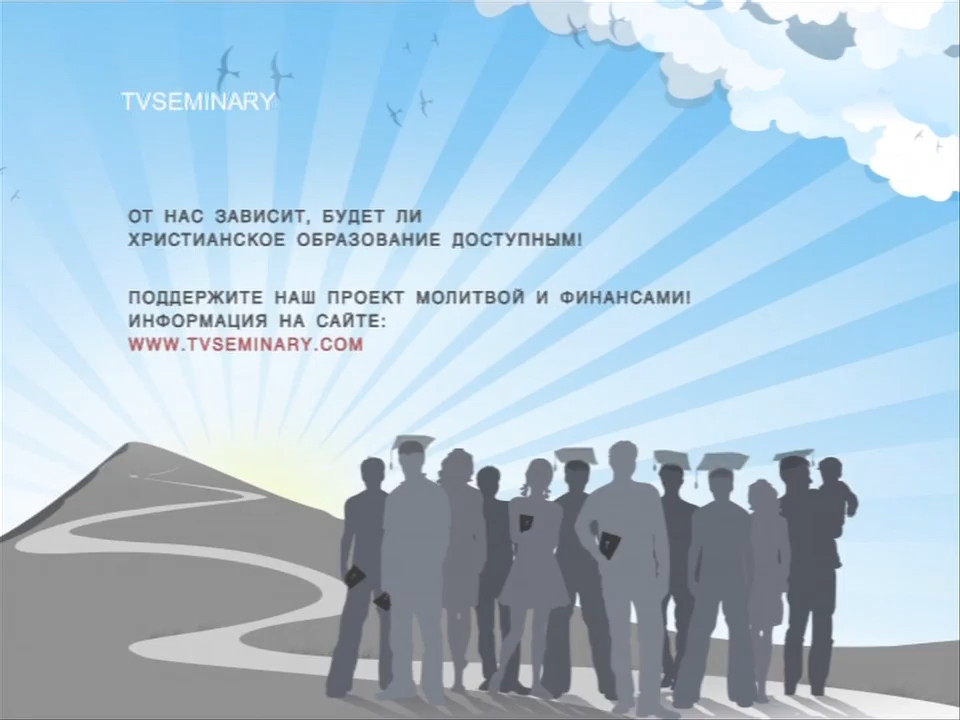 TVSEMINARY
ОТ НАС ЗАВИСИТ, БУДЕТ ЛИ
ХРИСТИАНСКОЕ ОБРАЗОВАНИЕ ДОСТУПНЫМ!
ПОДДЕРЖИТЕ НАШ ПРОЕКТ МОЛИТВОЙ И ФИНАНСАМИ!
ИНФОРМАЦИЯ НА САЙТЕ:
WWW.TVSEMINARY.COM